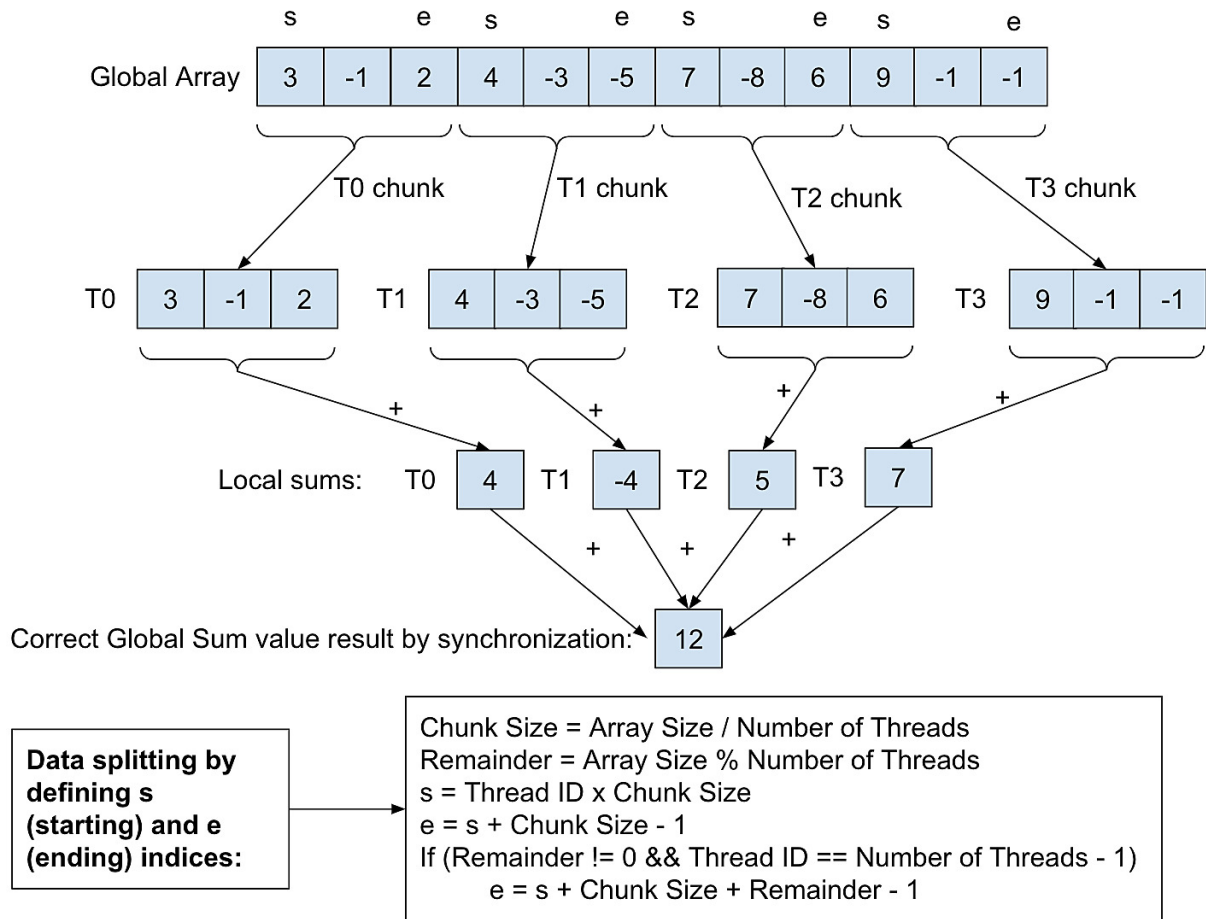 s e s e s e s e
Global Array 3 -1 2 4 -3 -5 7 -8 6 9 -1 -1
T0 chunk T1 chunk T2 chunk T3 chunk
T0 3 -1 2 T1 4 -3 -5 T2 7 -8 6 T3 9 -1 -1
+ + + +
Local sums: T0 4 T1 -4 T2 5 T3 7
+ + +
Correct Global Sum value result by synchronization: 12
Data splitting by
defining s
(starting) and e
(ending) indices:
Chunk Size = Array Size / Number of Threads
Remainder = Array Size % Number of Threads
s = Thread ID x Chunk Size
e = s + Chunk Size - 1
If (Remainder != 0 && Thread ID == Number of Threads - 1)
e = s + Chunk Size + Remainder - 1